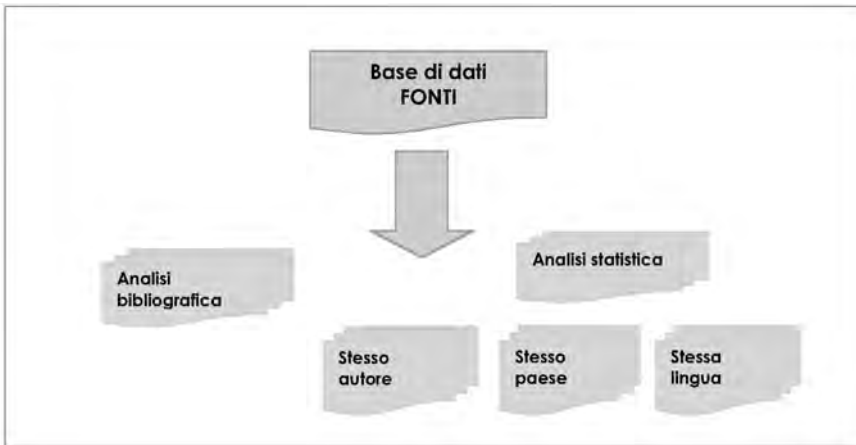 Base di dati
FONTI
Analisi
bibliografica
Analisi statistica
Stesso
autore
Stesso
paese
Stessa
lingua